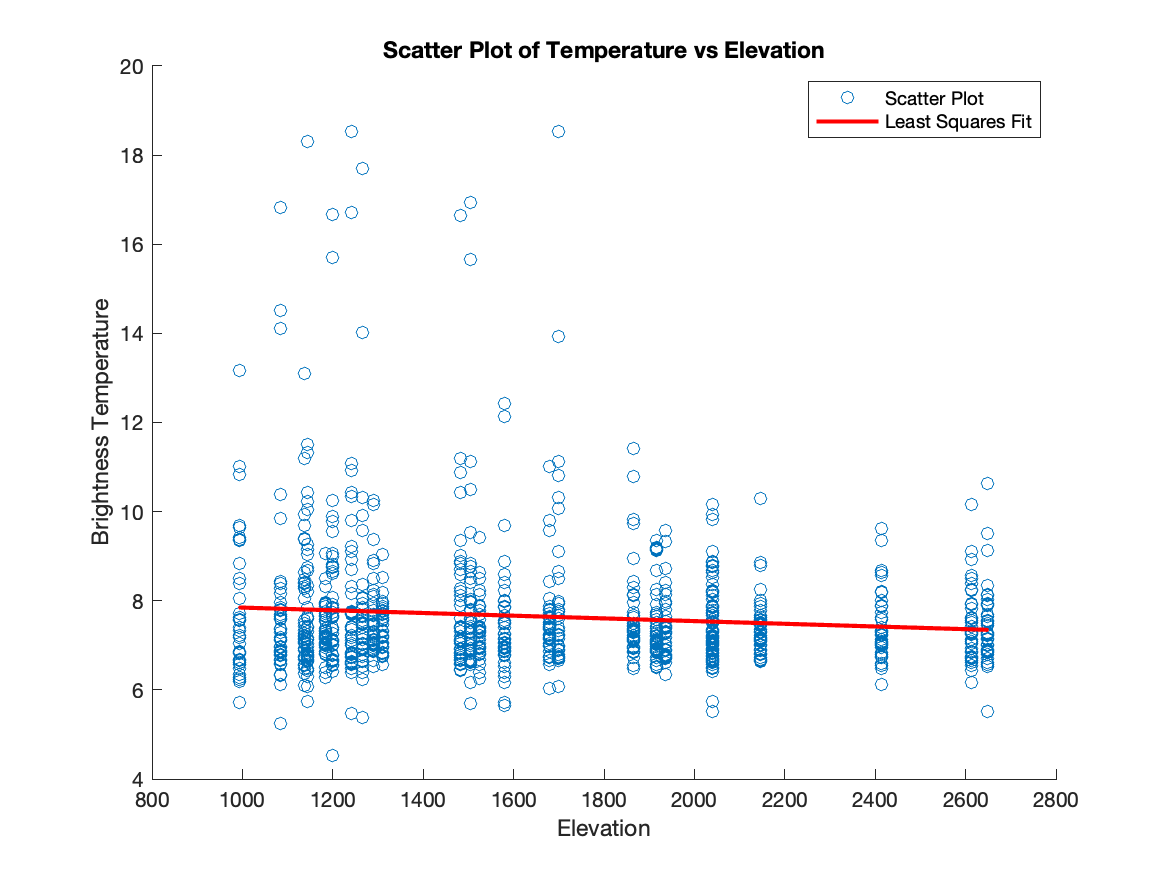 Scatter Plot of Temperature vs Elevation
20
Scatter Plot
Least Squares Fit
18
16
14
12
10
8
6
4
Brightness Temperature
800 1000 1200 1400 1600 1800 2000 2200 2400 2600 2800
Elevation